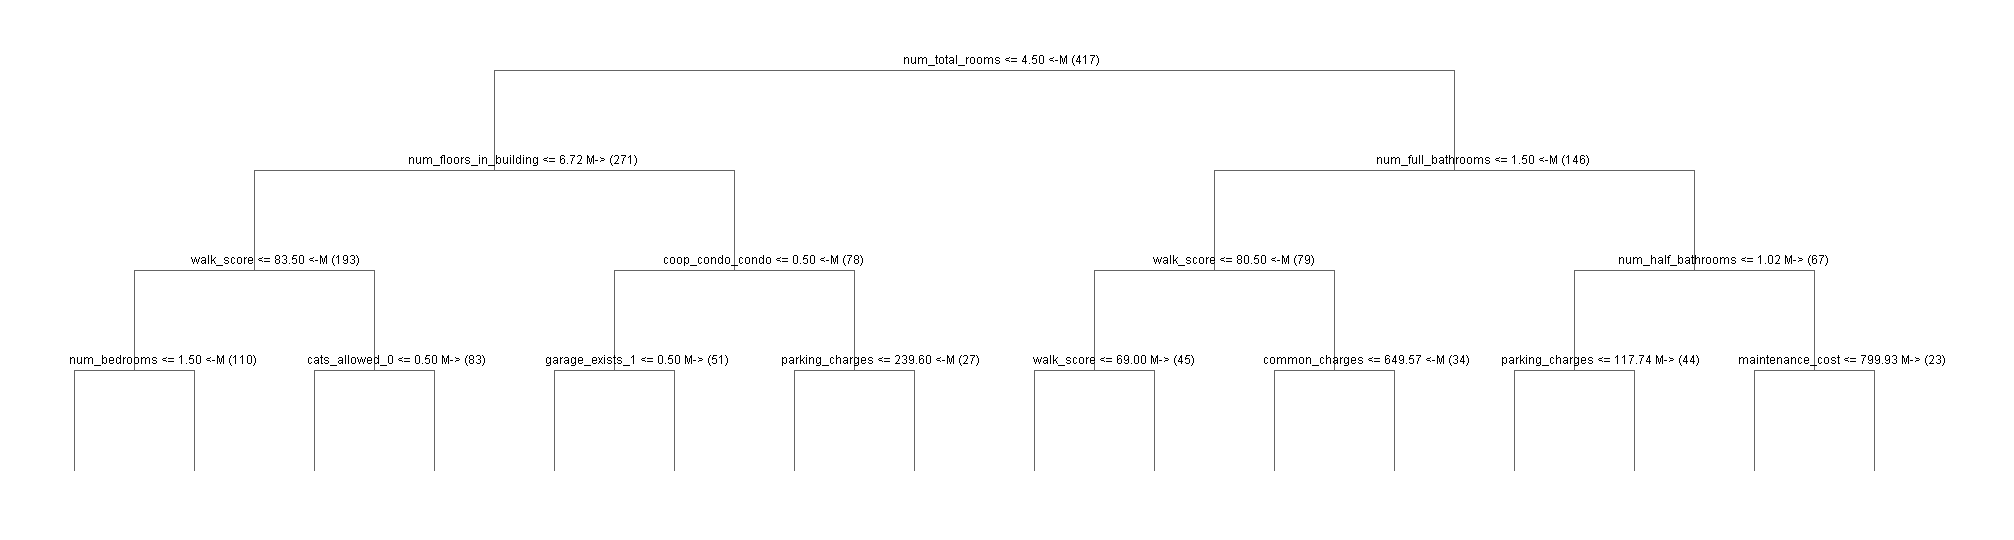 num_total_rooms <= 4.50 <-M (417)
num_floors_in_building <= 6.72 M-> (271)
num_full_bathrooms <= 1.50 <-M (146)
walk_score <= 83.50 <-M (193)
coop_condo_condo <= 0.50 <-M (78)
walk_score <= 80.50 <-M (79)
num_half_bathrooms <= 1.02 M-> (67)
num_bedrooms <= 1.50 <-M (110)
cats_allowed_0 <= 0.50 M-> (83)
garage_exists_1 <= 0.50 M-> (51)
parking_charges <= 239.60 <-M (27)
walk_score <= 69.00 M-> (45)
common_charges <= 649.57 <-M (34)
parking_charges <= 117.74 M-> (44)
maintenance_cost <= 799.93 M-> (23)